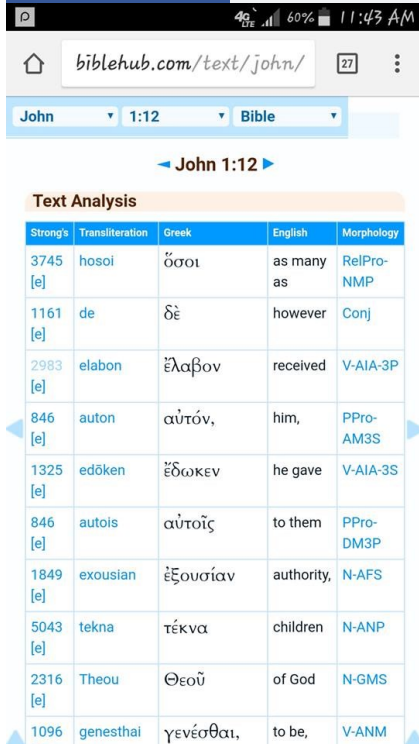 4G LTE 60% 11:43 AM
biblehub.com/text/john/ 27
John 1:12 Bible
◄ John 1:12 ►
Text Analysis
Strong's Transliteration Greek English Morphology
3745 [e] hosoi ὅσοι as many as RelPro-NMP
1161 [e] de δὲ however Conj
2983 [e] elabon ἔλαβον received V-AIA-3P
846 [e] auton αὐτόν, him, PPro-AM3S
1325 [e] edōken ἔδωκεν he gave V-AIA-3S
846 [e] autois αὐτοῖς to them PPro-DM3P
1849 [e] exousian ἐξουσίαν authority, N-AFS
5043 [e] tekna τέκνα children N-ANP
2316 [e] Theou Θεοῦ of God N-GMS
1096 genesthai γενέσθαι, to be, V-ANM